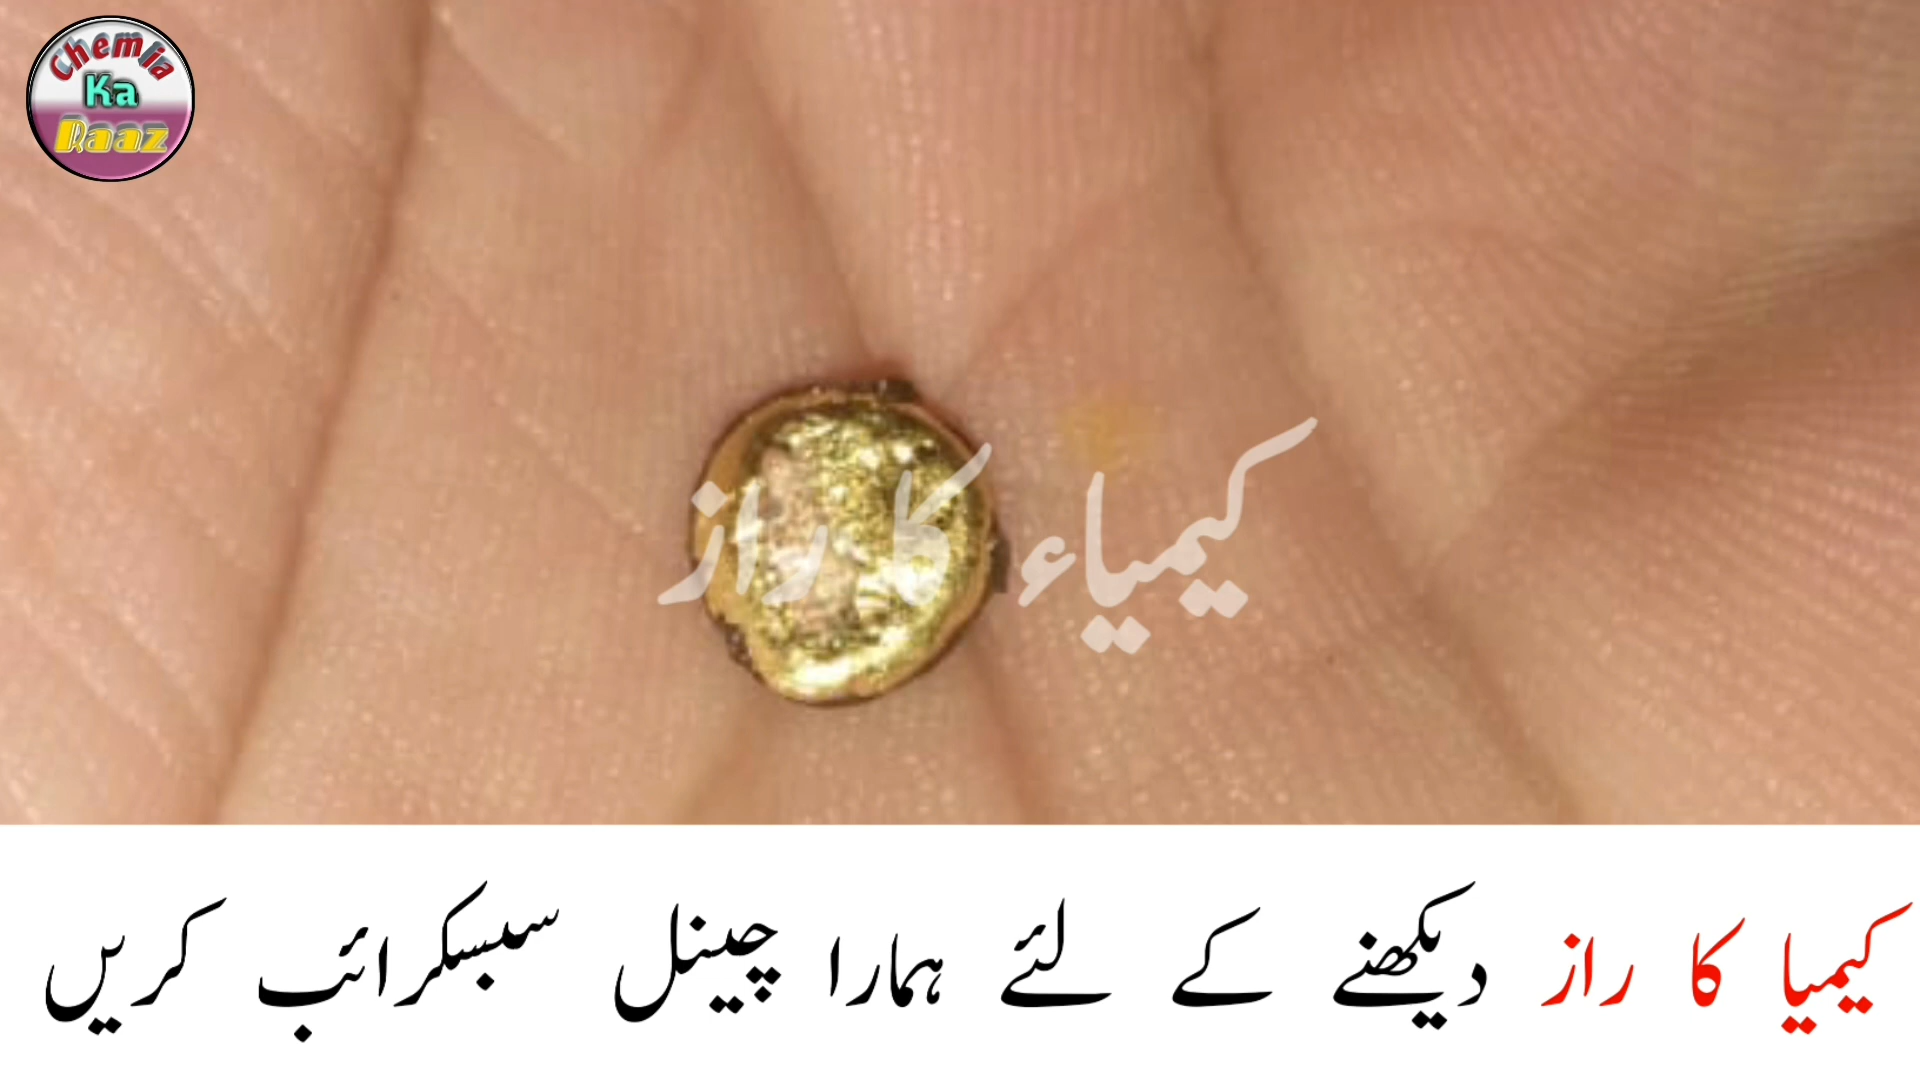 Chemia
Ka
Raaz
کیمیاء کا راز
کیمیا کا راز دیکھنے کے لئے ہمارا چینل سبسکرائب کریں